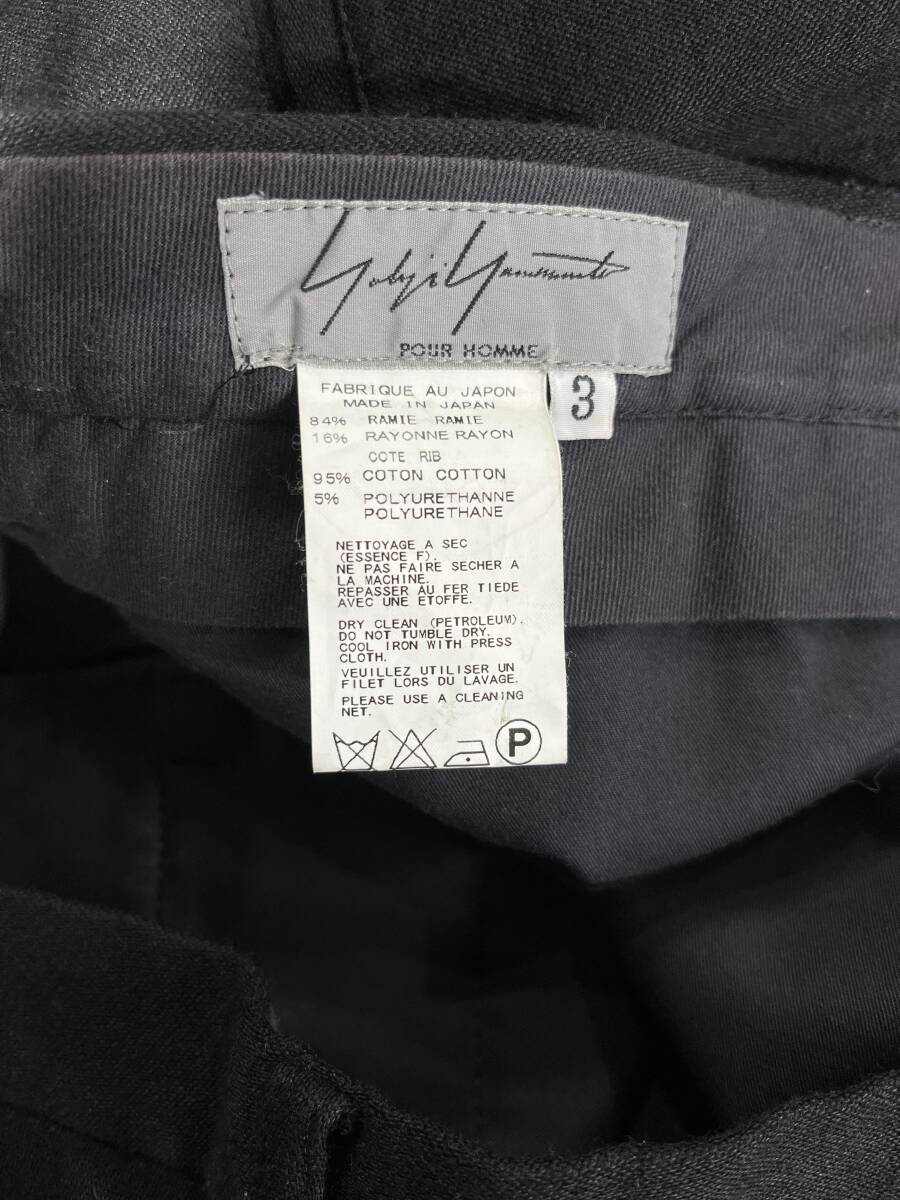 Yohji Yamamoto
POUR HOMME
3
FABRIQUE AU JAPON
MADE IN JAPAN
84% RAMIE RAMIE
16% RAYONNE RAYON
COTE RIB
95% COTON COTTON
5% POLYURETHANNE
POLYURETHANE
NETTOYAGE A SEC
(ESSENCE F).
NE PAS FAIRE SECHER A
LA MACHINE.
REPASSER AU FER TIEDE
AVEC UNE ETOFFE.
DRY CLEAN (PETROLEUM).
DO NOT TUMBLE DRY.
COOL IRON WITH PRESS
CLOTH.
VEUILLEZ UTILISER UN
FILET LORS DU LAVAGE.
PLEASE USE A CLEANING
NET.
P